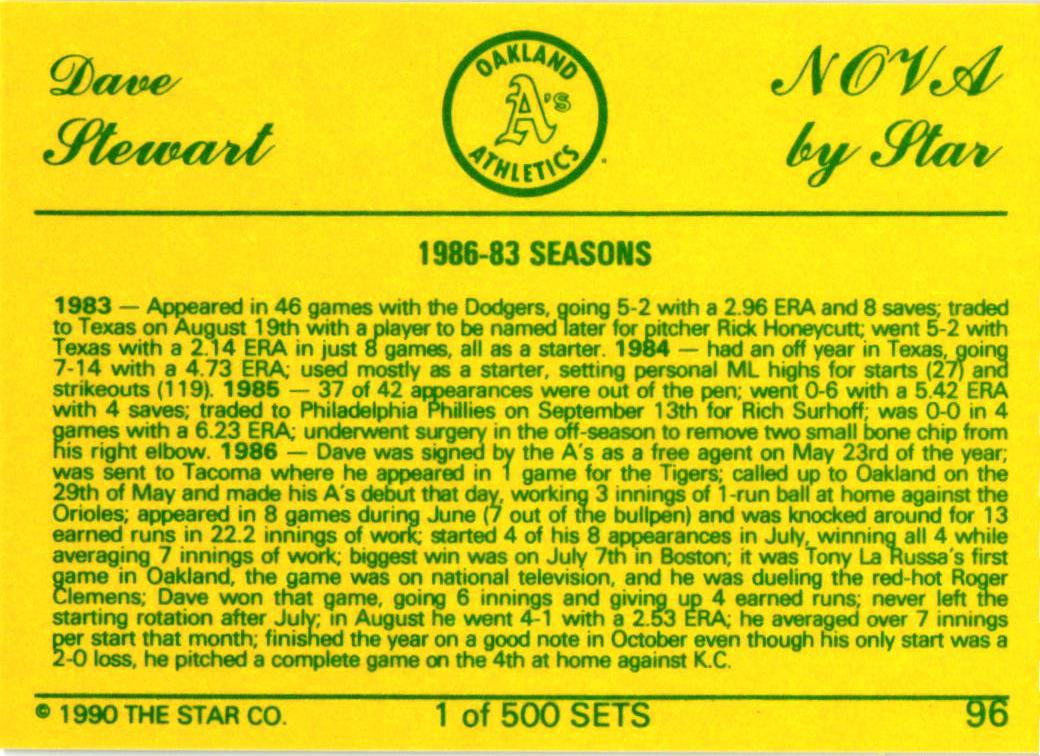 Dave
Stewart
OAKLAND
A's
ATHLETICS
NOVA
by Star
1986-83 SEASONS
1983 — Appeared in 46 games with the Dodgers, going 5-2 with a 2.96 ERA and 8 saves; traded
to Texas on August 19th with a player to be named later for pitcher Rick Honeycutt; went 5-2 with
Texas with a 2.14 ERA in just 8 games, all as a starter. 1984 — had an off year in Texas, going
7-14 with a 4.73 ERA; used mostly as a starter, setting personal ML highs for starts (27) and
strikeouts (119). 1985 — 37 of 42 appearances were out of the pen; went 0-6 with a 5.42 ERA
with 4 saves; traded to Philadelphia Phillies on September 13th for Rich Surhoff; was 0-0 in 4
games with a 6.23 ERA; underwent surgery in the off-season to remove two small bone chip from
his right elbow. 1986 — Dave was signed by the A's as a free agent on May 23rd of the year;
was sent to Tacoma where he appeared in 1 game for the Tigers; called up to Oakland on the
29th of May and made his A's debut that day, working 3 innings of 1-run ball at home against the
Orioles; appeared in 8 games during June (7 out of the bullpen) and was knocked around for 13
earned runs in 22.2 innings of work; started 4 of his 8 appearances in July, winning all 4 while
averaging 7 innings of work; biggest win was on July 7th in Boston; it was Tony La Russa's first
game in Oakland, the game was on national television, and he was dueling the red-hot Roger
Clemens; Dave won that game, going 6 innings and giving up 4 earned runs; never left the
starting rotation after July; in August he went 4-1 with a 2.53 ERA; he averaged over 7 innings
per start that month; finished the year on a good note in October even though his only start was a
2-0 loss, he pitched a complete game on the 4th at home against K.C.
© 1990 THE STAR CO.
1 of 500 SETS
96